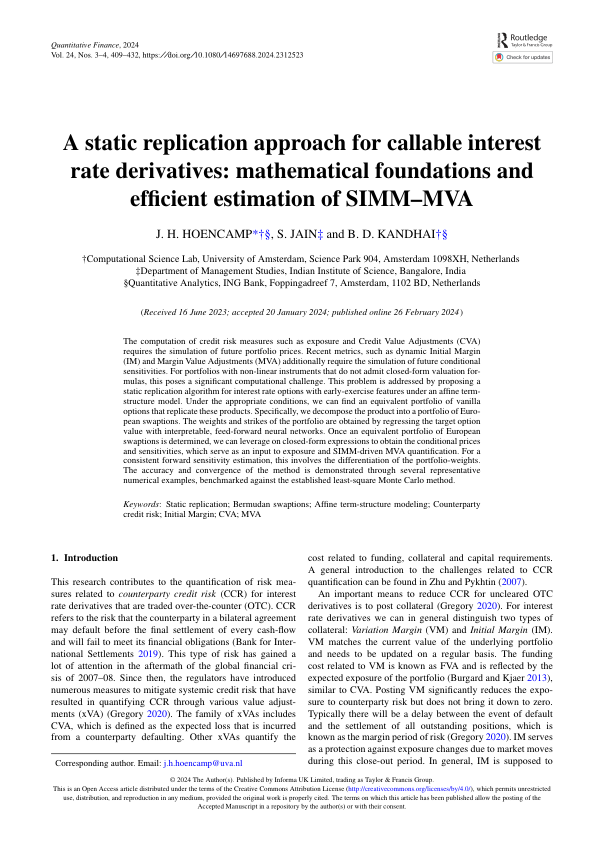 Quantitative Finance, 2024
Vol. 24, Nos. 3–4, 409–432, https://doi.org/10.1080/14697688.2024.2312523
Routledge
Taylor & Francis Group
Check for updates
A static replication approach for callable interest
rate derivatives: mathematical foundations and
efficient estimation of SIMM–MVA
J. H. HOENCAMP*†§, S. JAIN‡ and B. D. KANDHAI†§
†Computational Science Lab, University of Amsterdam, Science Park 904, Amsterdam 1098XH, Netherlands
‡Department of Management Studies, Indian Institute of Science, Bangalore, India
§Quantitative Analytics, ING Bank, Foppingadreef 7, Amsterdam, 1102 BD, Netherlands
(Received 16 June 2023; accepted 20 January 2024; published online 26 February 2024)
The computation of credit risk measures such as exposure and Credit Value Adjustments (CVA)
requires the simulation of future portfolio prices. Recent metrics, such as dynamic Initial Margin
(IM) and Margin Value Adjustments (MVA) additionally require the simulation of future conditional
sensitivities. For portfolios with non-linear instruments that do not admit closed-form valuation for-
mulas, this poses a significant computational challenge. This problem is addressed by proposing a
static replication algorithm for interest rate options with early-exercise features under an affine term-
structure model. Under the appropriate conditions, we can find an equivalent portfolio of vanilla
options that replicate these products. Specifically, we decompose the product into a portfolio of Euro-
pean swaptions. The weights and strikes of the portfolio are obtained by regressing the target option
value with interpretable, feed-forward neural networks. Once an equivalent portfolio of European
swaptions is determined, we can leverage on closed-form expressions to obtain the conditional prices
and sensitivities, which serve as an input to exposure and SIMM-driven MVA quantification. For a
consistent forward sensitivity estimation, this involves the differentiation of the portfolio-weights.
The accuracy and convergence of the method is demonstrated through several representative
numerical examples, benchmarked against the established least-square Monte Carlo method.
Keywords: Static replication; Bermudan swaptions; Affine term-structure modeling; Counterparty
credit risk; Initial Margin; CVA; MVA
1. Introduction
This research contributes to the quantification of risk mea-
sures related to counterparty credit risk (CCR) for interest
rate derivatives that are traded over-the-counter (OTC). CCR
refers to the risk that the counterparty in a bilateral agreement
may default before the final settlement of every cash-flow
and will fail to meet its financial obligations (Bank for Inter-
national Settlements 2019). This type of risk has gained a
lot of attention in the aftermath of the global financial cri-
sis of 2007–08. Since then, the regulators have introduced
numerous measures to mitigate systemic credit risk that have
resulted in quantifying CCR through various value adjust-
ments (xVA) (Gregory 2020). The family of xVAs includes
CVA, which is defined as the expected loss that is incurred
from a counterparty defaulting. Other xVAs quantify the
Corresponding author. Email: j.h.hoencamp@uva.nl
cost related to funding, collateral and capital requirements.
A general introduction to the challenges related to CCR
quantification can be found in Zhu and Pykhtin (2007).
An important means to reduce CCR for uncleared OTC
derivatives is to post collateral (Gregory 2020). For interest
rate derivatives we can in general distinguish two types of
collateral: Variation Margin (VM) and Initial Margin (IM).
VM matches the current value of the underlying portfolio
and needs to be updated on a regular basis. The funding
cost related to VM is known as FVA and is reflected by the
expected exposure of the portfolio (Burgard and Kjaer 2013),
similar to CVA. Posting VM significantly reduces the expo-
sure to counterparty risk but does not bring it down to zero.
Typically there will be a delay between the event of default
and the settlement of all outstanding positions, which is
known as the margin period of risk (Gregory 2020). IM serves
as a protection against exposure changes due to market moves
during this close-out period. In general, IM is supposed to
© 2024 The Author(s). Published by Informa UK Limited, trading as Taylor & Francis Group.
This is an Open Access article distributed under the terms of the Creative Commons Attribution License (http://creativecommons.org/licenses/by/4.0/), which permits unrestricted
use, distribution, and reproduction in any medium, provided the original work is properly cited. The terms on which this article has been published allow the posting of the
Accepted Manuscript in a repository by the author(s) or with their consent.